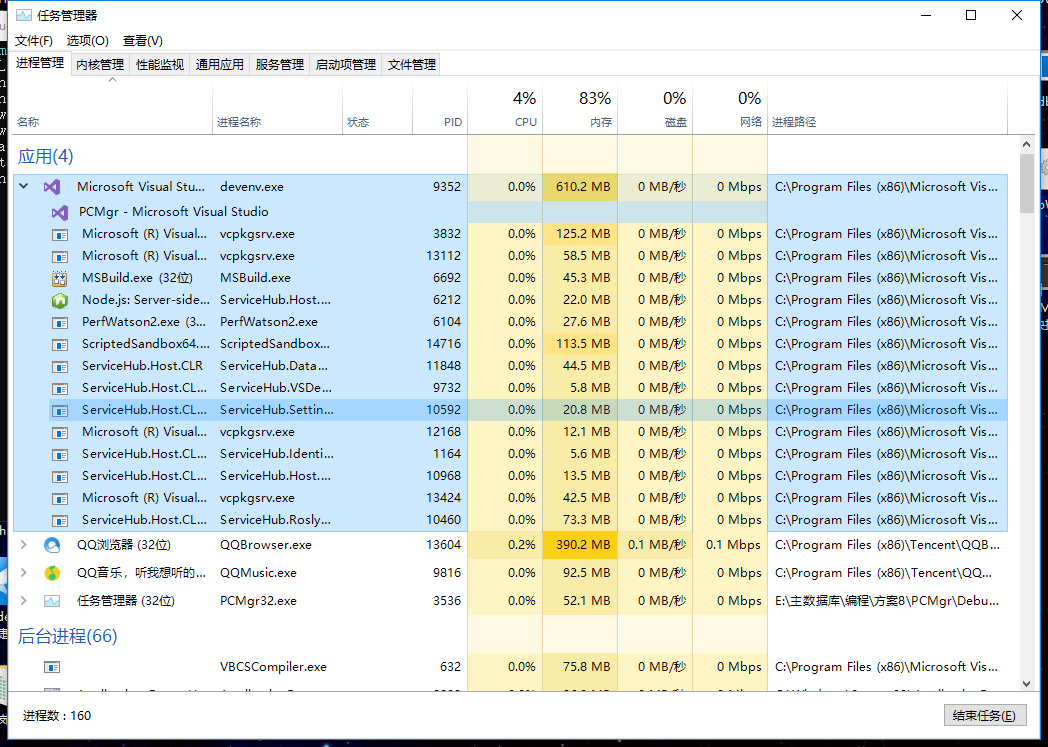 任务管理器
文件(F) 选项(O) 查看(V)
进程管理 内核管理 性能监视 通用应用 服务管理 启动项管理 文件管理
4% 83% 0% 0%
名称 进程名称 状态 PID CPU 内存 磁盘 网络 进程路径
应用(4)
Microsoft Visual Stu... devenv.exe 9352 0.0% 610.2 MB 0 MB/秒 0 Mbps C:\Program Files (x86)\Microsoft Vis...
PCMgr - Microsoft Visual Studio
Microsoft (R) Visual... vcpkgsrv.exe 3832 0.0% 125.2 MB 0 MB/秒 0 Mbps C:\Program Files (x86)\Microsoft Vis...
Microsoft (R) Visual... vcpkgsrv.exe 13112 0.0% 58.5 MB 0 MB/秒 0 Mbps C:\Program Files (x86)\Microsoft Vis...
MSBuild.exe (32位) MSBuild.exe 6692 0.0% 45.3 MB 0 MB/秒 0 Mbps C:\Program Files (x86)\Microsoft Vis...
Node.js: Server-side... ServiceHub.Host.... 6212 0.0% 22.0 MB 0 MB/秒 0 Mbps C:\Program Files (x86)\Microsoft Vis...
PerfWatson2.exe (3... PerfWatson2.exe 6104 0.0% 27.6 MB 0 MB/秒 0 Mbps C:\Program Files (x86)\Microsoft Vis...
ScriptedSandbox64.... ScriptedSandbox... 14716 0.0% 113.5 MB 0 MB/秒 0 Mbps C:\Program Files (x86)\Microsoft Vis...
ServiceHub.Host.CLR ServiceHub.Data... 11848 0.0% 44.5 MB 0 MB/秒 0 Mbps C:\Program Files (x86)\Microsoft Vis...
ServiceHub.Host.CL... ServiceHub.VSDe... 9732 0.0% 5.8 MB 0 MB/秒 0 Mbps C:\Program Files (x86)\Microsoft Vis...
ServiceHub.Host.CL... ServiceHub.Settin... 10592 0.0% 20.8 MB 0 MB/秒 0 Mbps C:\Program Files (x86)\Microsoft Vis...
Microsoft (R) Visual... vcpkgsrv.exe 12168 0.0% 12.1 MB 0 MB/秒 0 Mbps C:\Program Files (x86)\Microsoft Vis...
ServiceHub.Host.CL... ServiceHub.Identi... 1164 0.0% 5.6 MB 0 MB/秒 0 Mbps C:\Program Files (x86)\Microsoft Vis...
ServiceHub.Host.CL... ServiceHub.Host.... 10968 0.0% 13.5 MB 0 MB/秒 0 Mbps C:\Program Files (x86)\Microsoft Vis...
Microsoft (R) Visual... vcpkgsrv.exe 13424 0.0% 42.5 MB 0 MB/秒 0 Mbps C:\Program Files (x86)\Microsoft Vis...
ServiceHub.Host.CL... ServiceHub.Rosly... 10460 0.0% 73.3 MB 0 MB/秒 0 Mbps C:\Program Files (x86)\Microsoft Vis...
QQ浏览器 (32位) QQBrowser.exe 13604 0.2% 390.2 MB 0.1 MB/秒 0.1 Mbps C:\Program Files (x86)\Tencent\QQB...
QQ音乐，听我想听的... QQMusic.exe 9816 0.0% 92.5 MB 0 MB/秒 0 Mbps C:\Program Files (x86)\Tencent\QQ...
任务管理器 (32位) PCMgr32.exe 3536 0.0% 52.1 MB 0 MB/秒 0 Mbps E:\主数据库\编程\方案8\PCMgr\Debu...
后台进程(66)
VBCSCompiler.exe 632 0.0% 75.8 MB 0 MB/秒 0 Mbps C:\Program Files (x86)\Microsoft Vis...
进程数 : 160
结束任务(E)